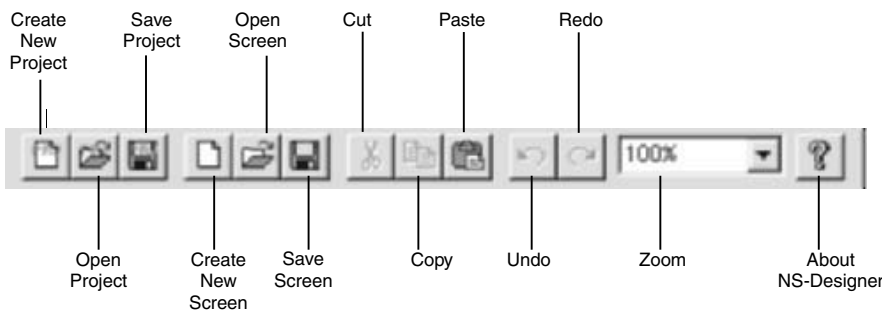 Create
New
Project
Save
Project
Open
Screen
Cut
Paste
Redo
100%
Open
Project
Create
New
Screen
Save
Screen
Copy
Undo
Zoom
About
NS-Designer